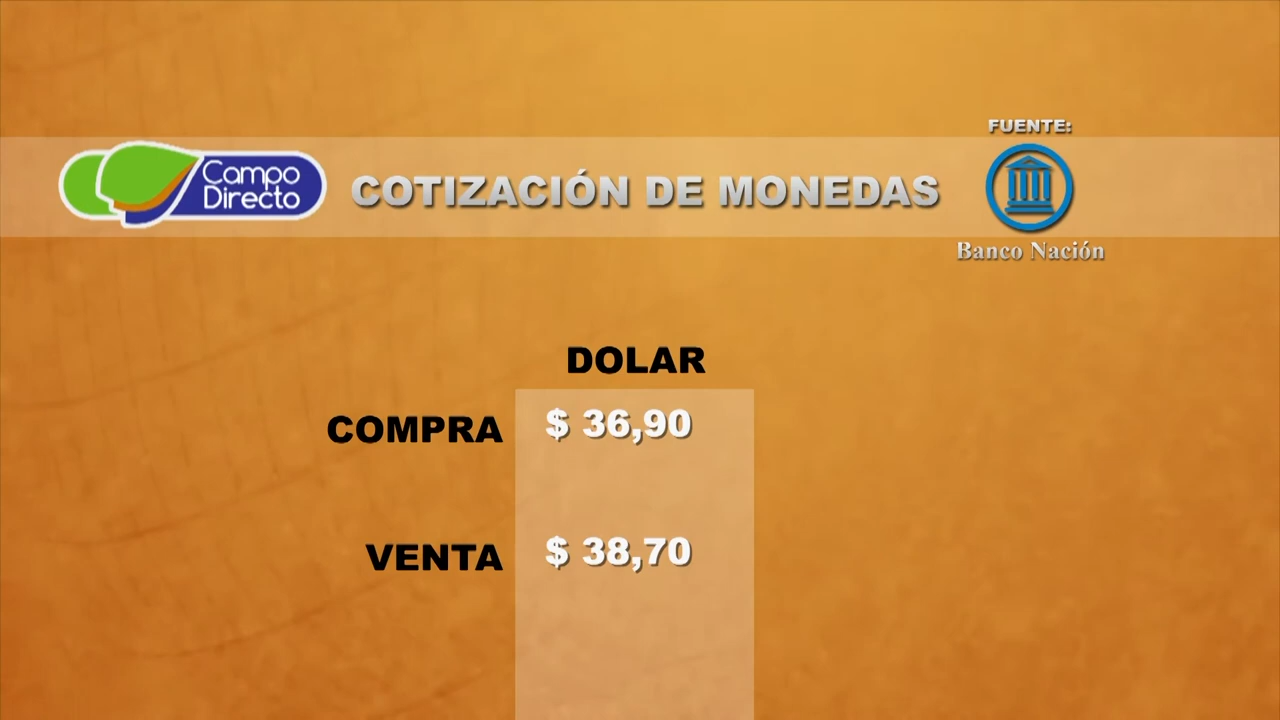 FUENTE:
Campo
Directo
COTIZACIÓN DE MONEDAS
Banco Nación
DOLAR
COMPRA $ 36,90
VENTA $ 38,70